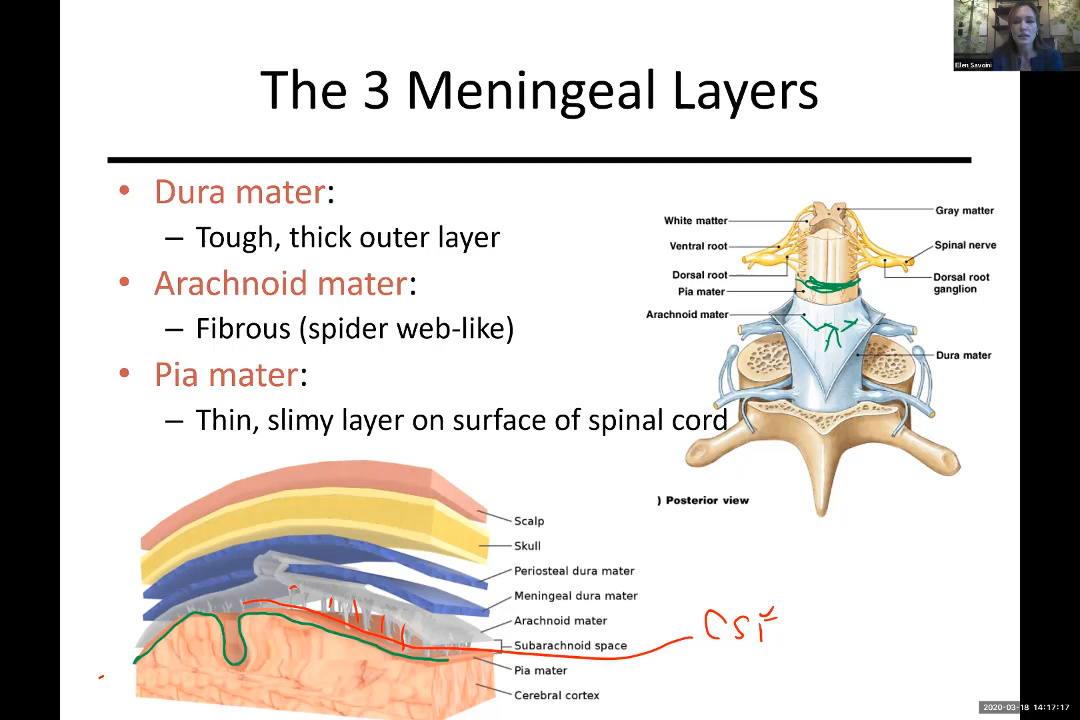 Ellen Savoini
The 3 Meningeal Layers
• Dura mater:
– Tough, thick outer layer
• Arachnoid mater:
– Fibrous (spider web-like)
• Pia mater:
– Thin, slimy layer on surface of spinal cord
White matter
Ventral root
Dorsal root
Pia mater
Arachnoid mater
Gray matter
Spinal nerve
Dorsal root
ganglion
Dura mater
) Posterior view
Scalp
Skull
Periosteal dura mater
Meningeal dura mater
Arachnoid mater
Subarachnoid space
Pia mater
Cerebral cortex
CSF
2020-03-18 14:17:17